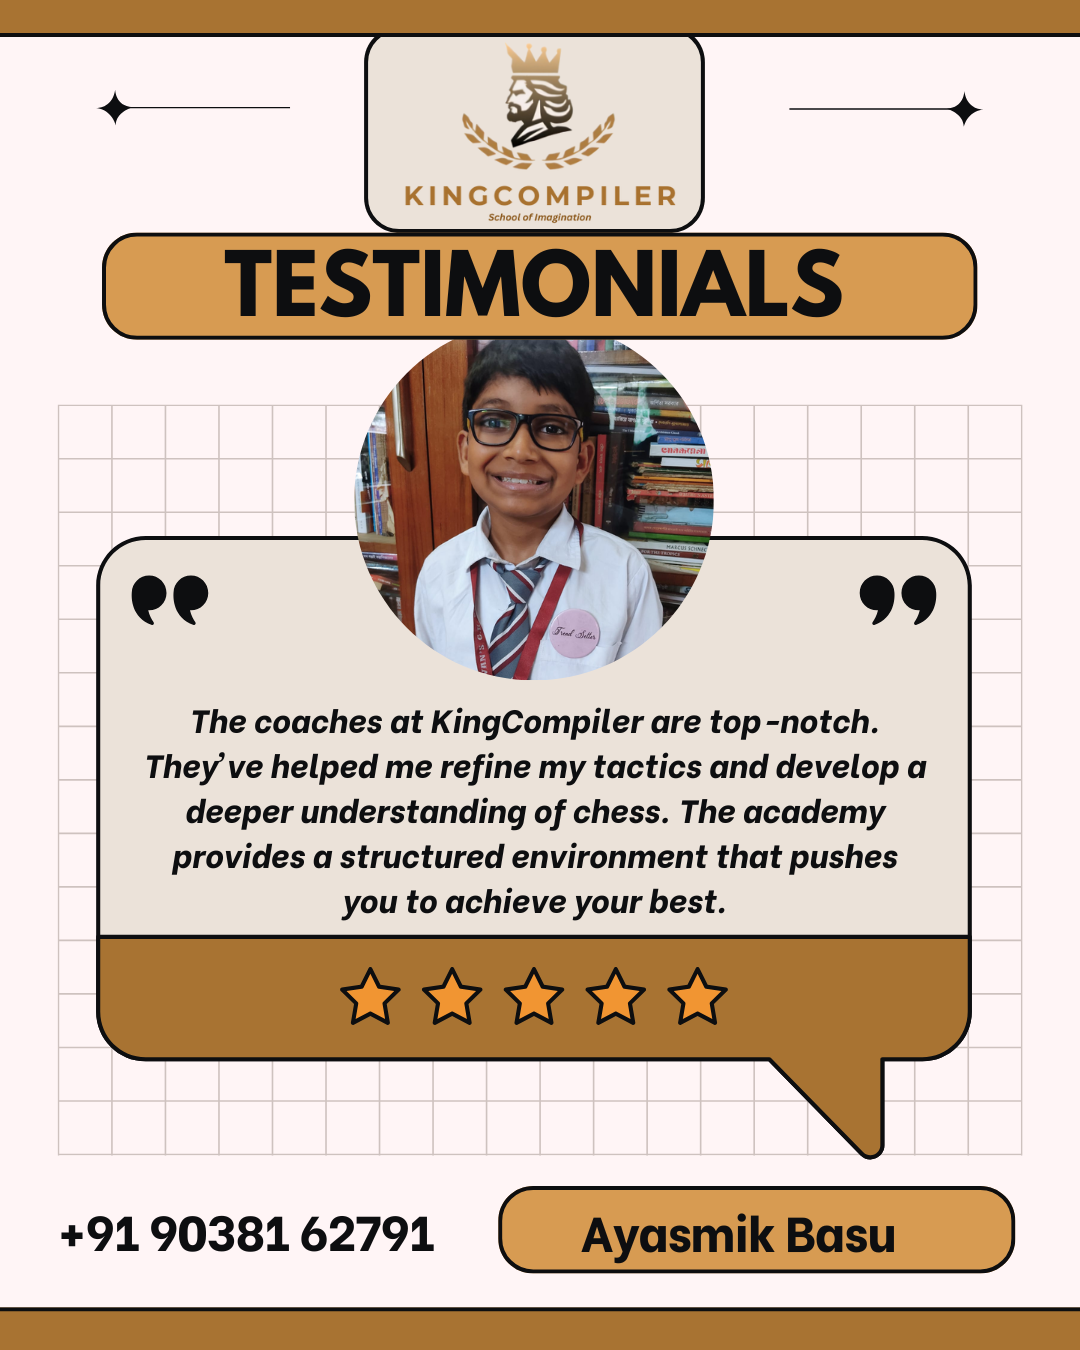 KINGCOMPILER
School of Imagination
TESTIMONIALS
Trend Setter
The coaches at KingCompiler are top-notch.
They've helped me refine my tactics and develop a
deeper understanding of chess. The academy
provides a structured environment that pushes
you to achieve your best.
+91 90381 62791
Ayasmik Basu